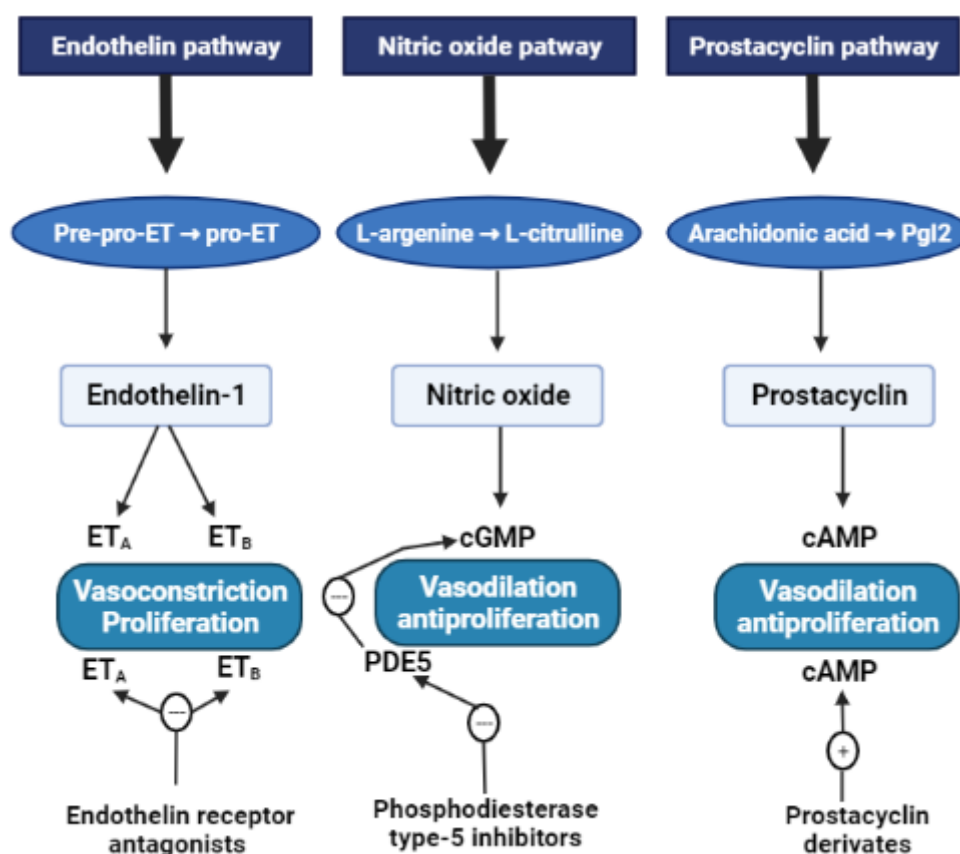 Endothelin pathway
Nitric oxide patway
Prostacyclin pathway
Pre-pro-ET → pro-ET
L-argenine → L-citrulline
Arachidonic acid → PgI2
Endothelin-1
Nitric oxide
Prostacyclin
ETA
ETB
cGMP
cAMP
Vasoconstriction
Proliferation
Vasodilation
antiproliferation
Vasodilation
antiproliferation
---
ETA
ETB
PDE5
cAMP
---
---
+
Endothelin receptor
antagonists
Phosphodiesterase
type-5 inhibitors
Prostacyclin
derivates